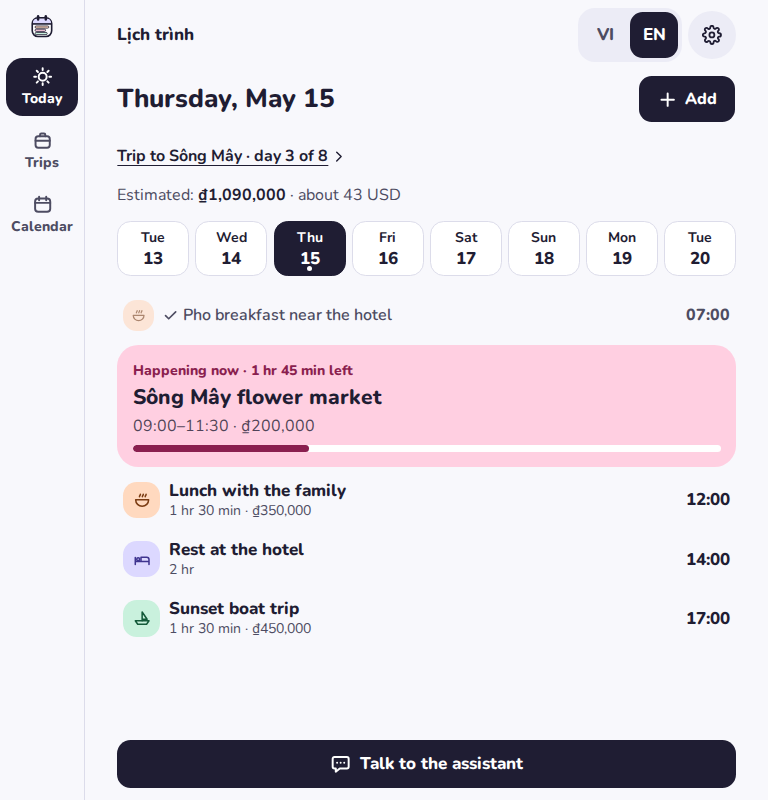 Lịch trình
VI EN
Today
Trips
Calendar
Thursday, May 15
Add
Trip to Sông Mây · day 3 of 8
Estimated: ₫1,090,000 · about 43 USD
Tue Wed Thu Fri Sat Sun Mon Tue
13 14 15 16 17 18 19 20
Pho breakfast near the hotel 07:00
Happening now · 1 hr 45 min left
Sông Mây flower market
09:00–11:30 · ₫200,000
Lunch with the family 12:00
1 hr 30 min · ₫350,000
Rest at the hotel 14:00
2 hr
Sunset boat trip 17:00
1 hr 30 min · ₫450,000
Talk to the assistant